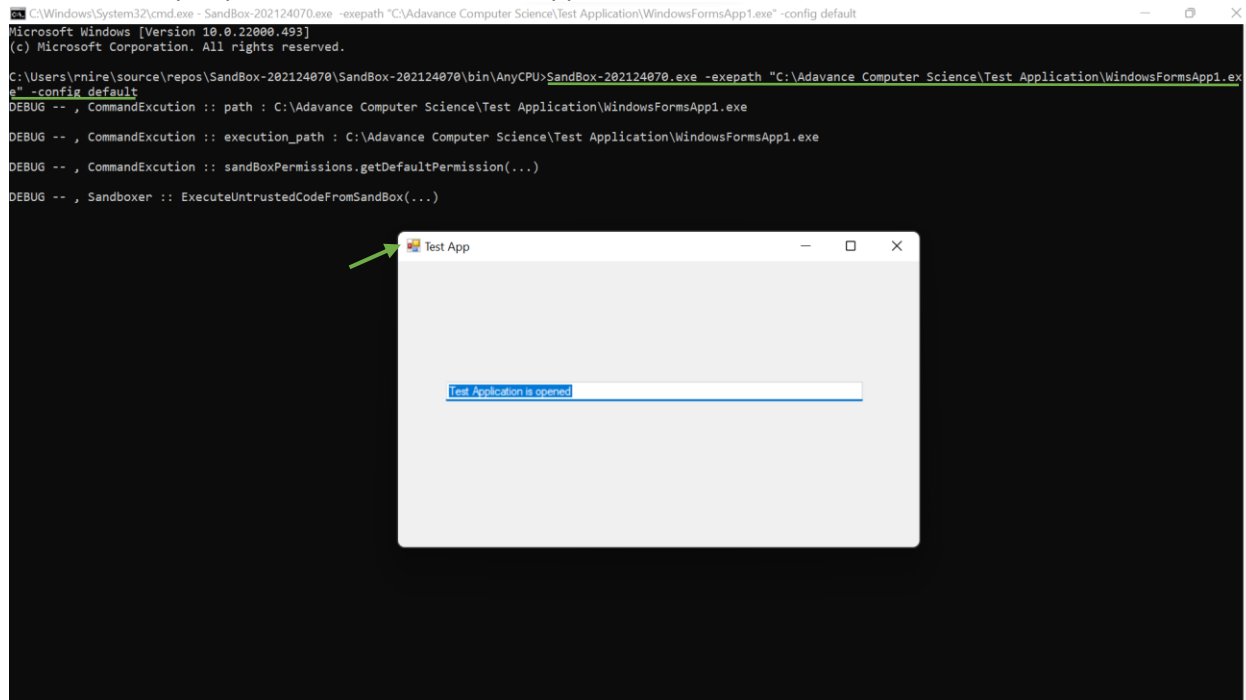 C:\Windows\System32\cmd.exe - SandBox-202124070.exe -exepath "C:\Adavance Computer Science\Test Application\WindowsFormsApp1.exe" -config default
Microsoft Windows [Version 10.0.22000.493]
(c) Microsoft Corporation. All rights reserved.
C:\Users\rnire\source\repos\SandBox-202124070\SandBox-202124070\bin\AnyCPU>SandBox-202124070.exe -exepath "C:\Adavance Computer Science\Test Application\WindowsFormsApp1.ex
e" -config default
DEBUG -- , CommandExcution :: path : C:\Adavance Computer Science\Test Application\WindowsFormsApp1.exe
DEBUG -- , CommandExcution :: execution_path : C:\Adavance Computer Science\Test Application\WindowsFormsApp1.exe
DEBUG -- , CommandExcution :: sandBoxPermissions.getDefaultPermission(...)
DEBUG -- , Sandboxer :: ExecuteUntrustedCodeFromSandBox(...)
Test App
Test Application is opened